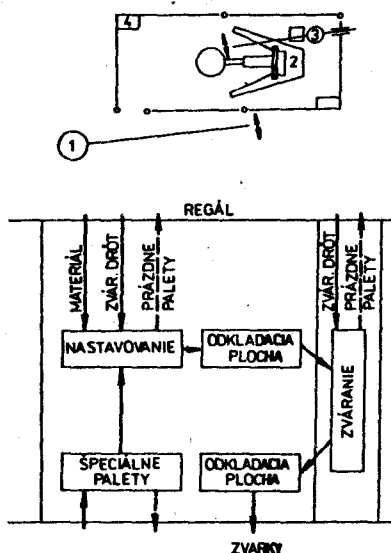 4
3
2
1
REGÁL
MATERIÁL
ZVÁR. DRÔT
PRÁZDNE
PALETY
ZVÁR. DRÔT
PRÁZDNE
PALETY
NASTAVOVANIE
ODKLADACIA
PLOCHA
ZVÁRANIE
ŠPECIÁLNE
PALETY
ODKLADACIA
PLOCHA
ZVARKY